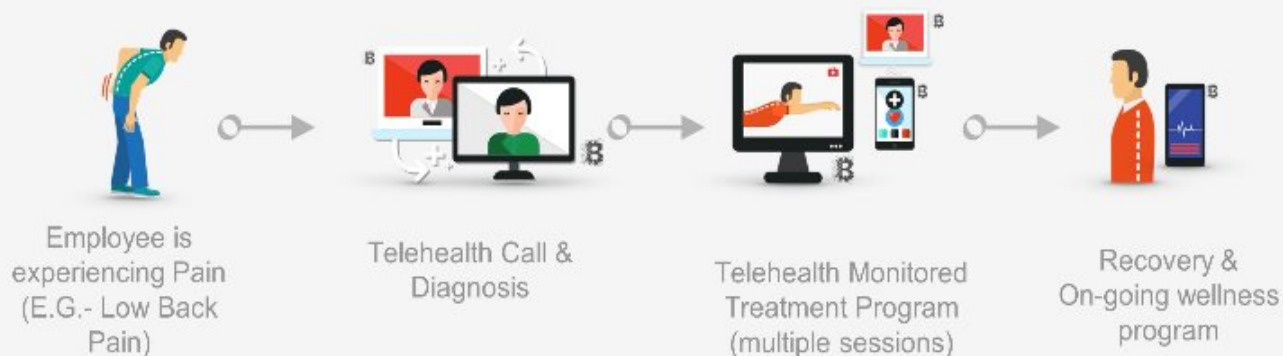 Employee is
experiencing Pain
(E.G.- Low Back
Pain)
Telehealth Call &
Diagnosis
Telehealth Monitored
Treatment Program
(multiple sessions)
Recovery &
On-going wellness
program